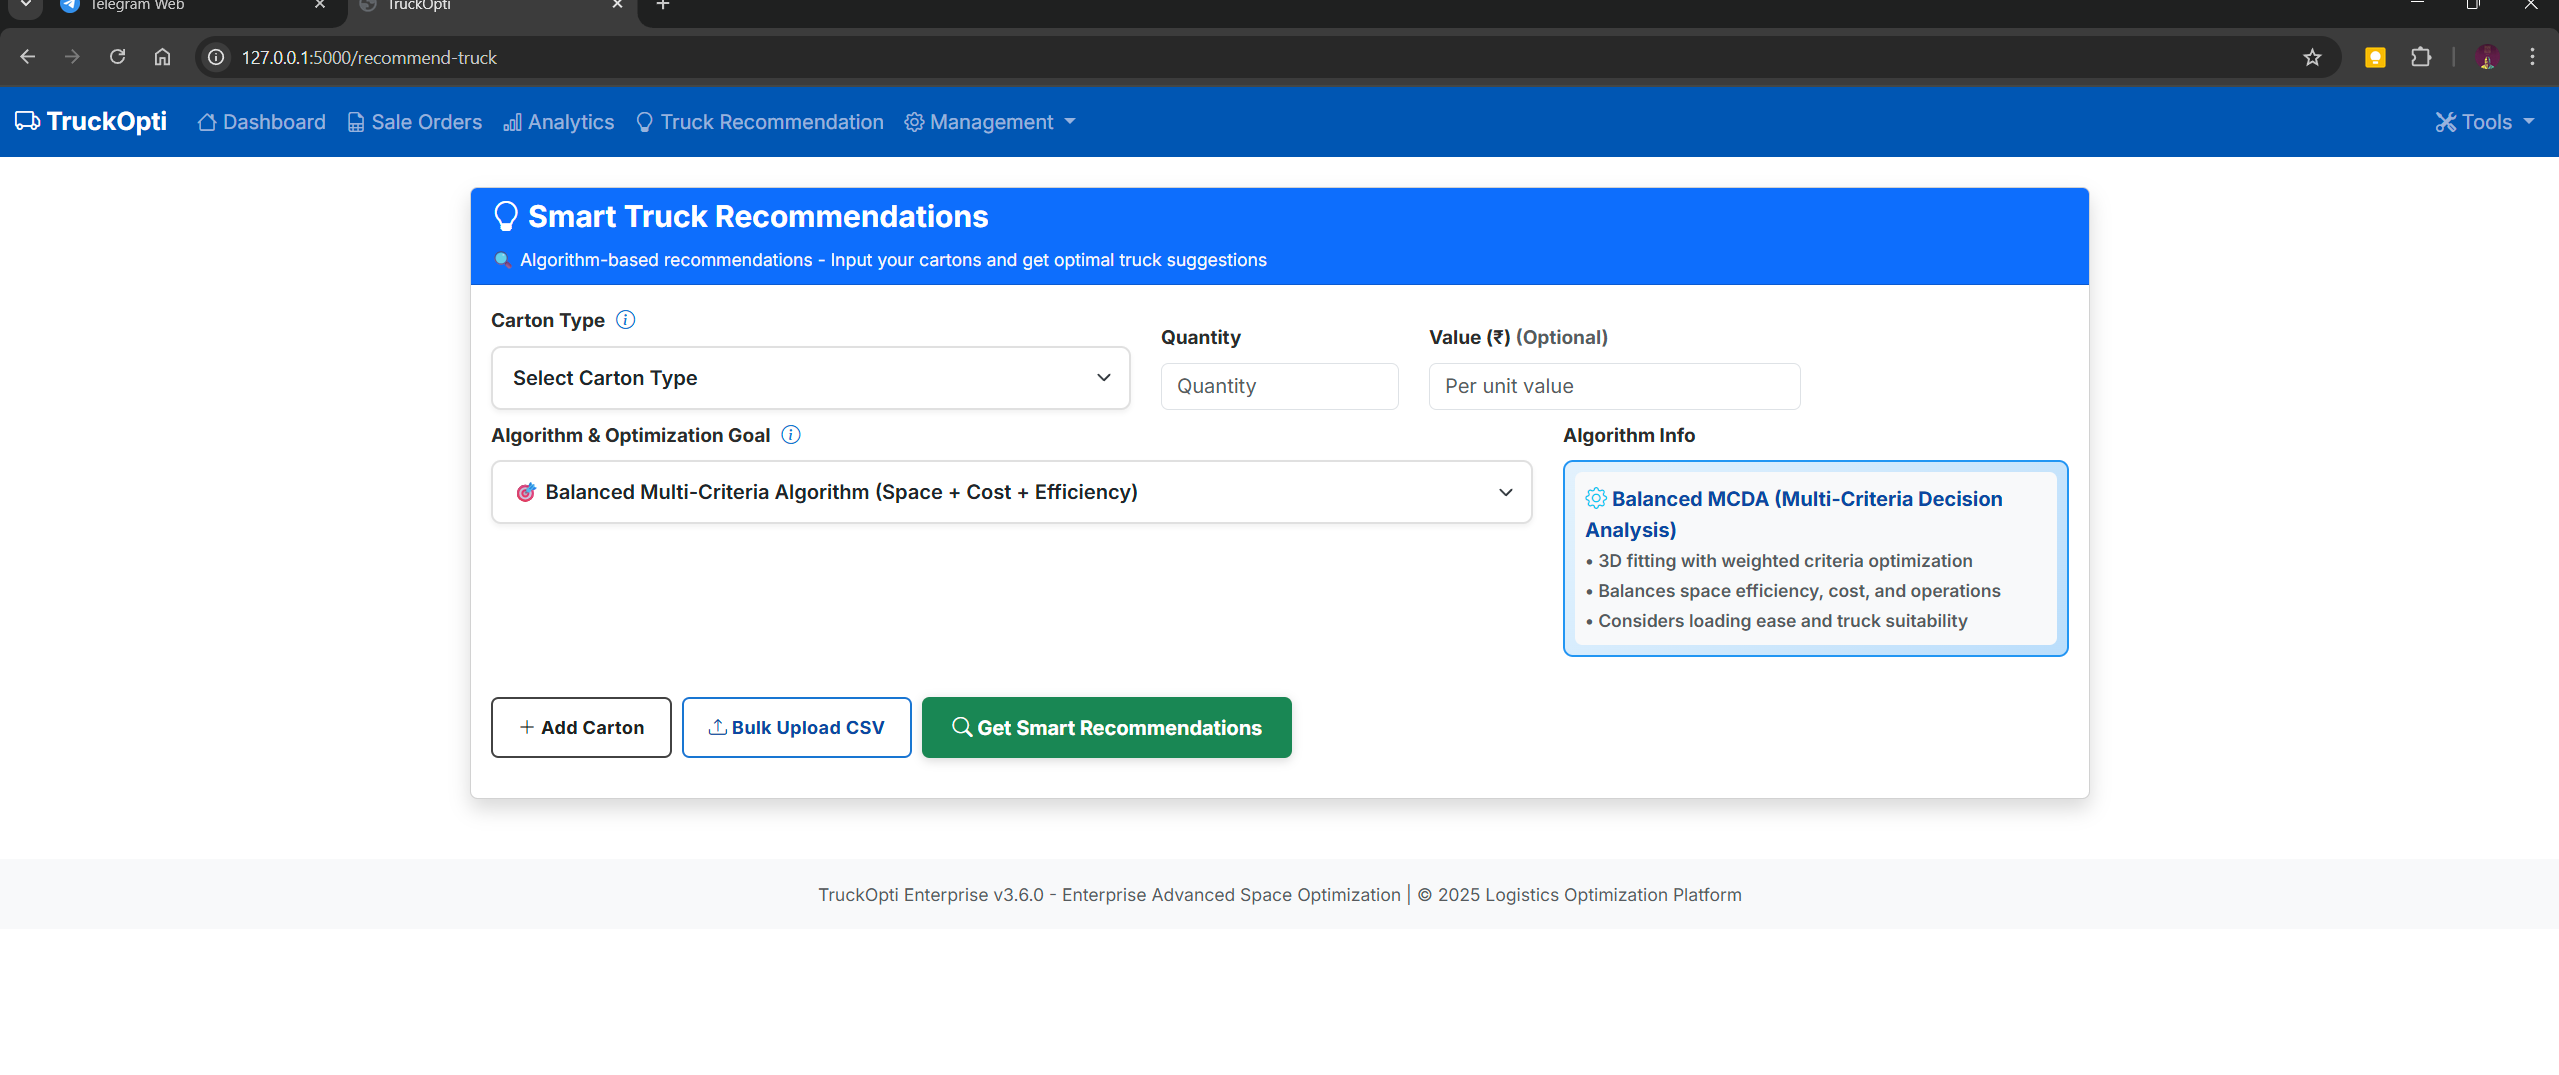 Telegram Web
TruckOpti
127.0.0.1:5000/recommend-truck
TruckOpti Dashboard Sale Orders Analytics Truck Recommendation Management Tools
Smart Truck Recommendations
Algorithm-based recommendations - Input your cartons and get optimal truck suggestions
Carton Type
Quantity
Value (₹) (Optional)
Select Carton Type
Quantity
Per unit value
Algorithm & Optimization Goal
Algorithm Info
Balanced Multi-Criteria Algorithm (Space + Cost + Efficiency)
Balanced MCDA (Multi-Criteria Decision
Analysis)
• 3D fitting with weighted criteria optimization
• Balances space efficiency, cost, and operations
• Considers loading ease and truck suitability
+ Add Carton
Bulk Upload CSV
Get Smart Recommendations
TruckOpti Enterprise v3.6.0 - Enterprise Advanced Space Optimization | © 2025 Logistics Optimization Platform